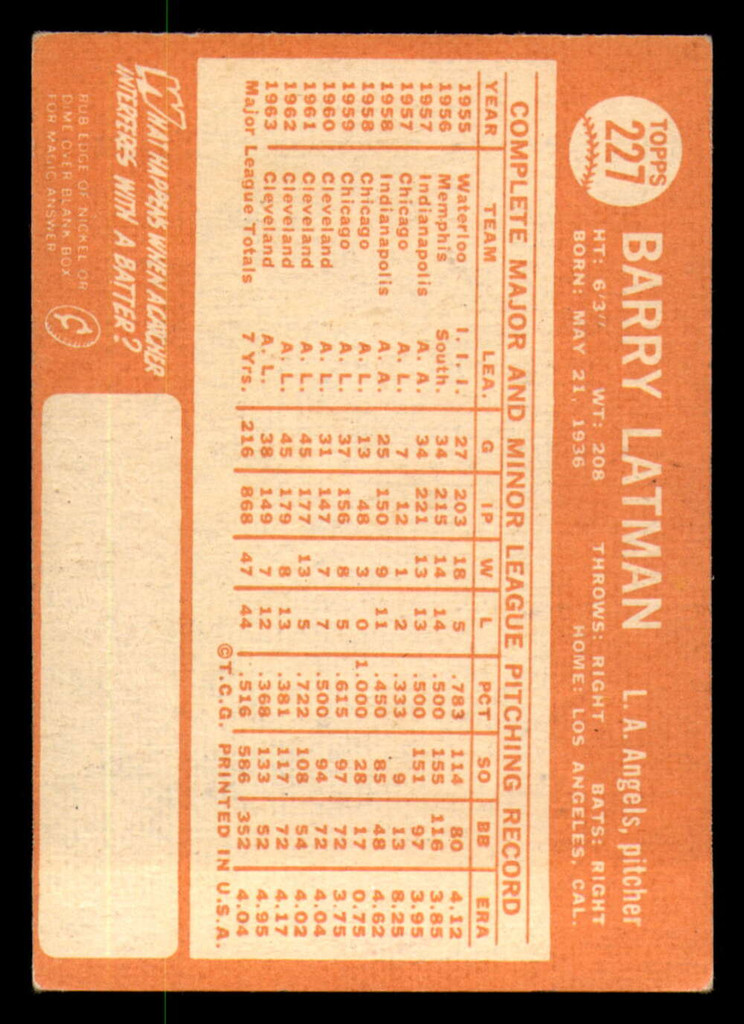 TOPPS
227
BARRY LATMAN L. A. Angels, pitcher
HT: 6'3" WT: 208 THROWS: RIGHT BATS: RIGHT
BORN: MAY 21, 1936 HOME: LOS ANGELES, CAL.
COMPLETE MAJOR AND MINOR LEAGUE PITCHING RECORD
YEAR TEAM LEA. G IP W L PCT SO BB ERA
1955 Waterloo I. I. I. 27 203 18 5 .783 114 80 4.12
1956 Memphis South. 34 215 14 14 .500 155 116 3.85
1957 Indianapolis A. A. 34 221 13 13 .500 151 97 3.95
1957 Chicago A. L. 7 12 1 2 .333 9 13 8.25
1958 Indianapolis A. A. 25 150 9 11 .450 85 48 4.62
1958 Chicago A. L. 13 48 3 0 1.000 28 17 0.75
1959 Chicago A. L. 37 156 8 5 .615 97 72 3.75
1960 Cleveland A. L. 31 147 7 7 .500 94 72 4.04
1961 Cleveland A. L. 45 177 13 5 .722 108 54 4.02
1962 Cleveland A. L. 45 179 8 13 .381 117 72 4.17
1963 Cleveland A. L. 38 149 7 12 .368 133 52 4.95
Major League Totals 7 Yrs. 216 868 47 44 .516 586 352 4.04
©T.C.G. PRINTED IN U.S.A.
WHAT HAPPENS WHEN A CATCHER
INTERFERES WITH A BATTER?
RUB EDGE OF NICKEL OR
DIME OVER BLANK BOX
FOR MAGIC ANSWER